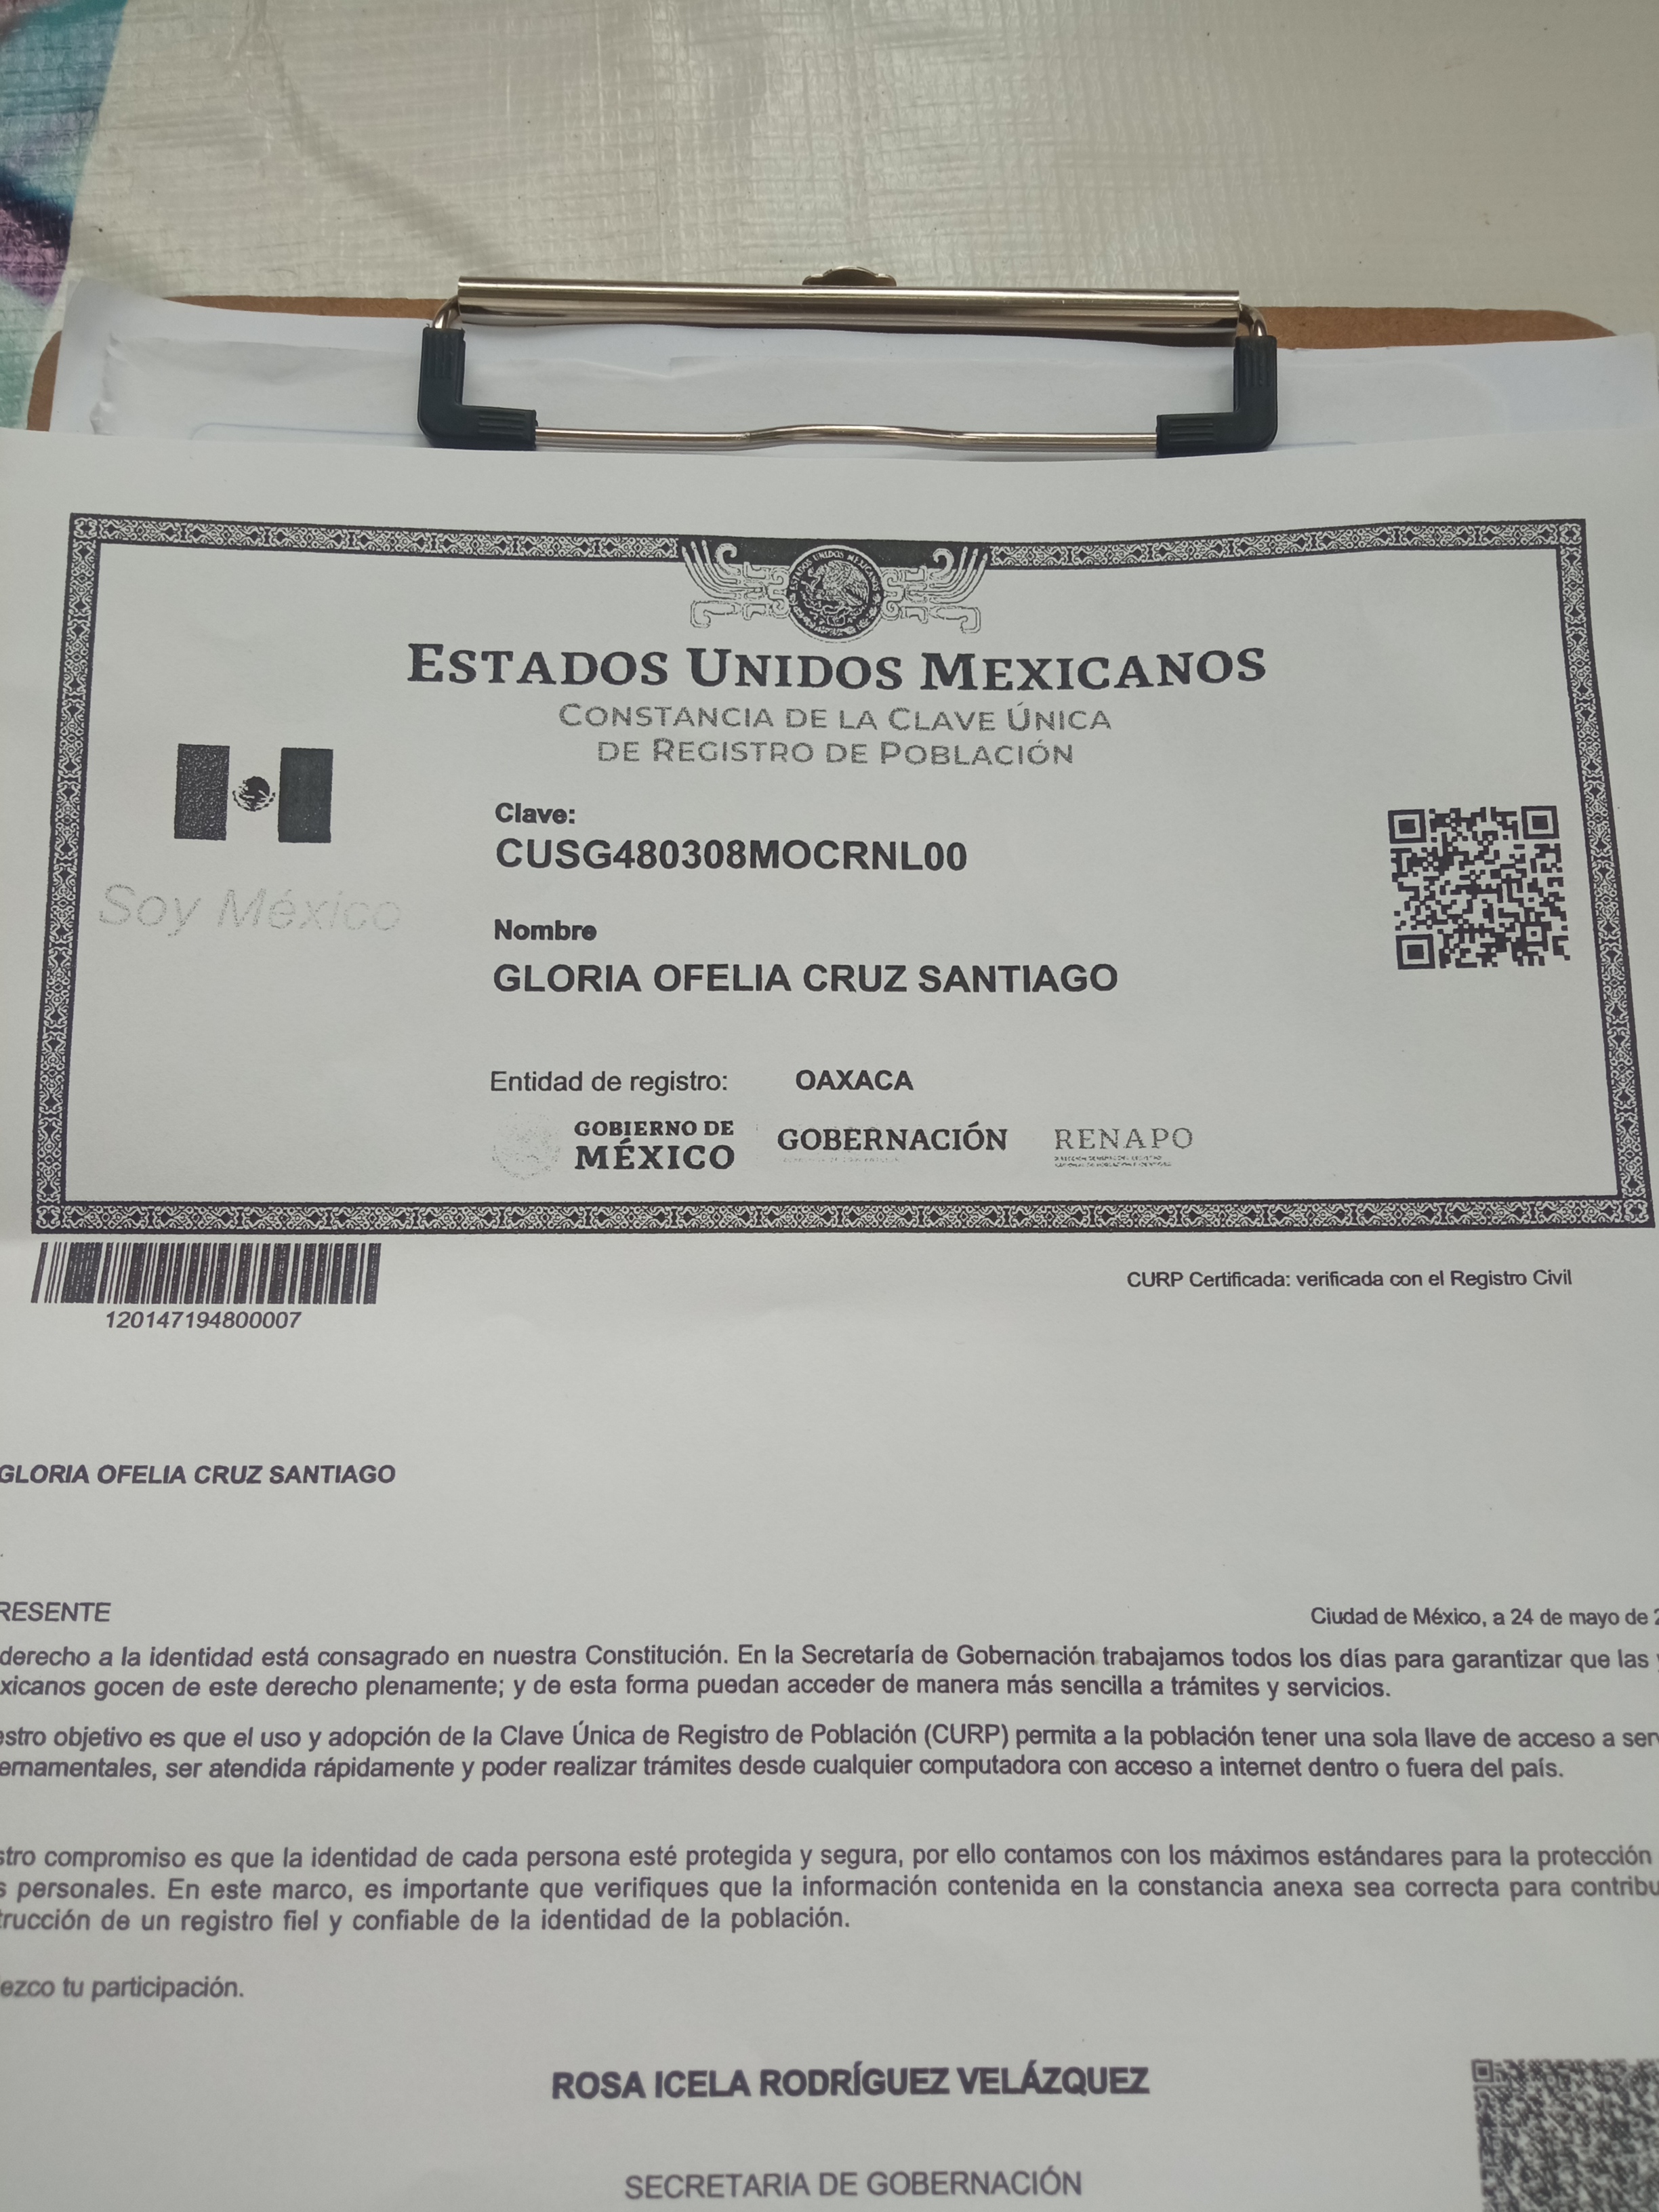 ESTADOS UNIDOS MEXICANOS
CONSTANCIA DE LA CLAVE ÚNICA
DE REGISTRO DE POBLACIÓN
Soy México
Clave:
CUSG480308MOCRNL00
Nombre
GLORIA OFELIA CRUZ SANTIAGO
Entidad de registro: OAXACA
GOBIERNO DE
MÉXICO
GOBERNACIÓN
RENAPO
120147194800007
CURP Certificada: verificada con el Registro Civil
GLORIA OFELIA CRUZ SANTIAGO
RESENTE
Ciudad de México, a 24 de mayo de 2
derecho a la identidad está consagrado en nuestra Constitución. En la Secretaría de Gobernación trabajamos todos los días para garantizar que las
xicanos gocen de este derecho plenamente; y de esta forma puedan acceder de manera más sencilla a trámites y servicios.
estro objetivo es que el uso y adopción de la Clave Única de Registro de Población (CURP) permita a la población tener una sola llave de acceso a ser
ernamentales, ser atendida rápidamente y poder realizar trámites desde cualquier computadora con acceso a internet dentro o fuera del país.
stro compromiso es que la identidad de cada persona esté protegida y segura, por ello contamos con los máximos estándares para la protección
s personales. En este marco, es importante que verifiques que la información contenida en la constancia anexa sea correcta para contribu
trucción de un registro fiel y confiable de la identidad de la población.
ezco tu participación.
ROSA ICELA RODRÍGUEZ VELÁZQUEZ
SECRETARIA DE GOBERNACIÓN